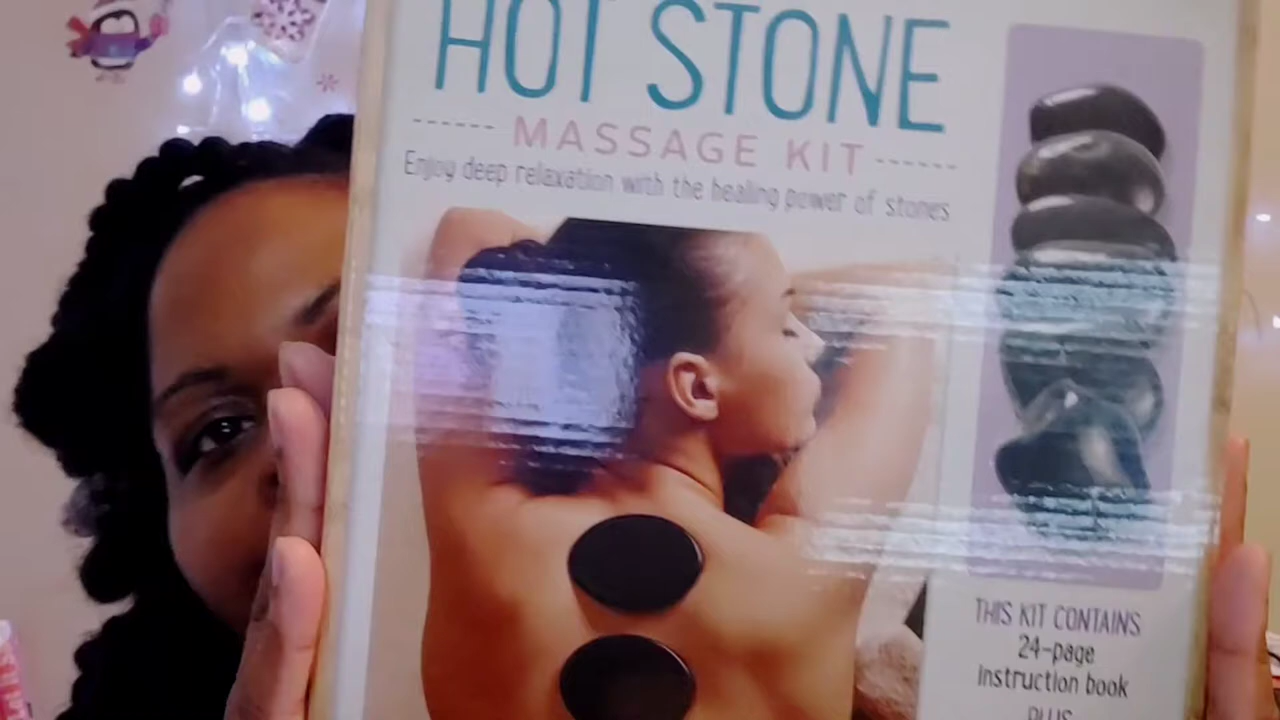 HOT STONE
MASSAGE KIT
Enjoy deep relaxation with the healing power of stones
THIS KIT CONTAINS
24-page
instruction book
PLUS